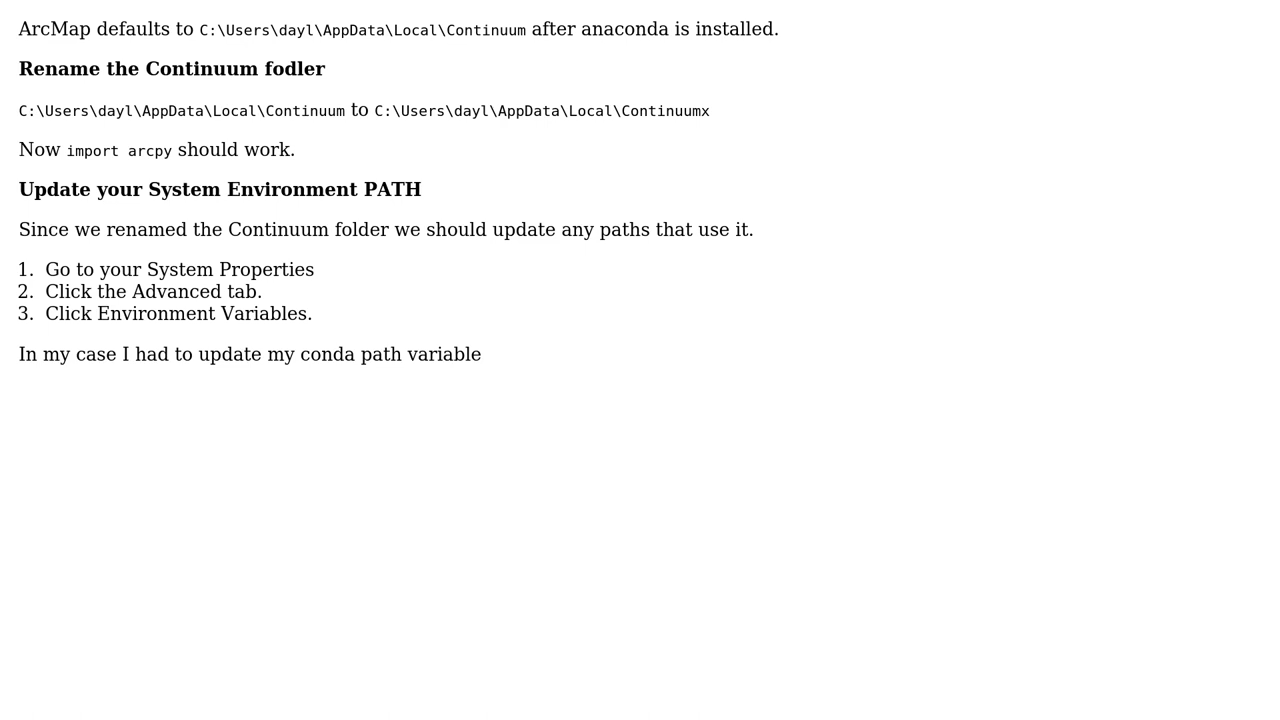 ArcMap defaults to C:\Users\dayl\AppData\Local\Continuum after anaconda is installed.
Rename the Continuum fodler
C:\Users\dayl\AppData\Local\Continuum to C:\Users\dayl\AppData\Local\Continuumx
Now import arcpy should work.
Update your System Environment PATH
Since we renamed the Continuum folder we should update any paths that use it.
1. Go to your System Properties
2. Click the Advanced tab.
3. Click Environment Variables.
In my case I had to update my conda path variable